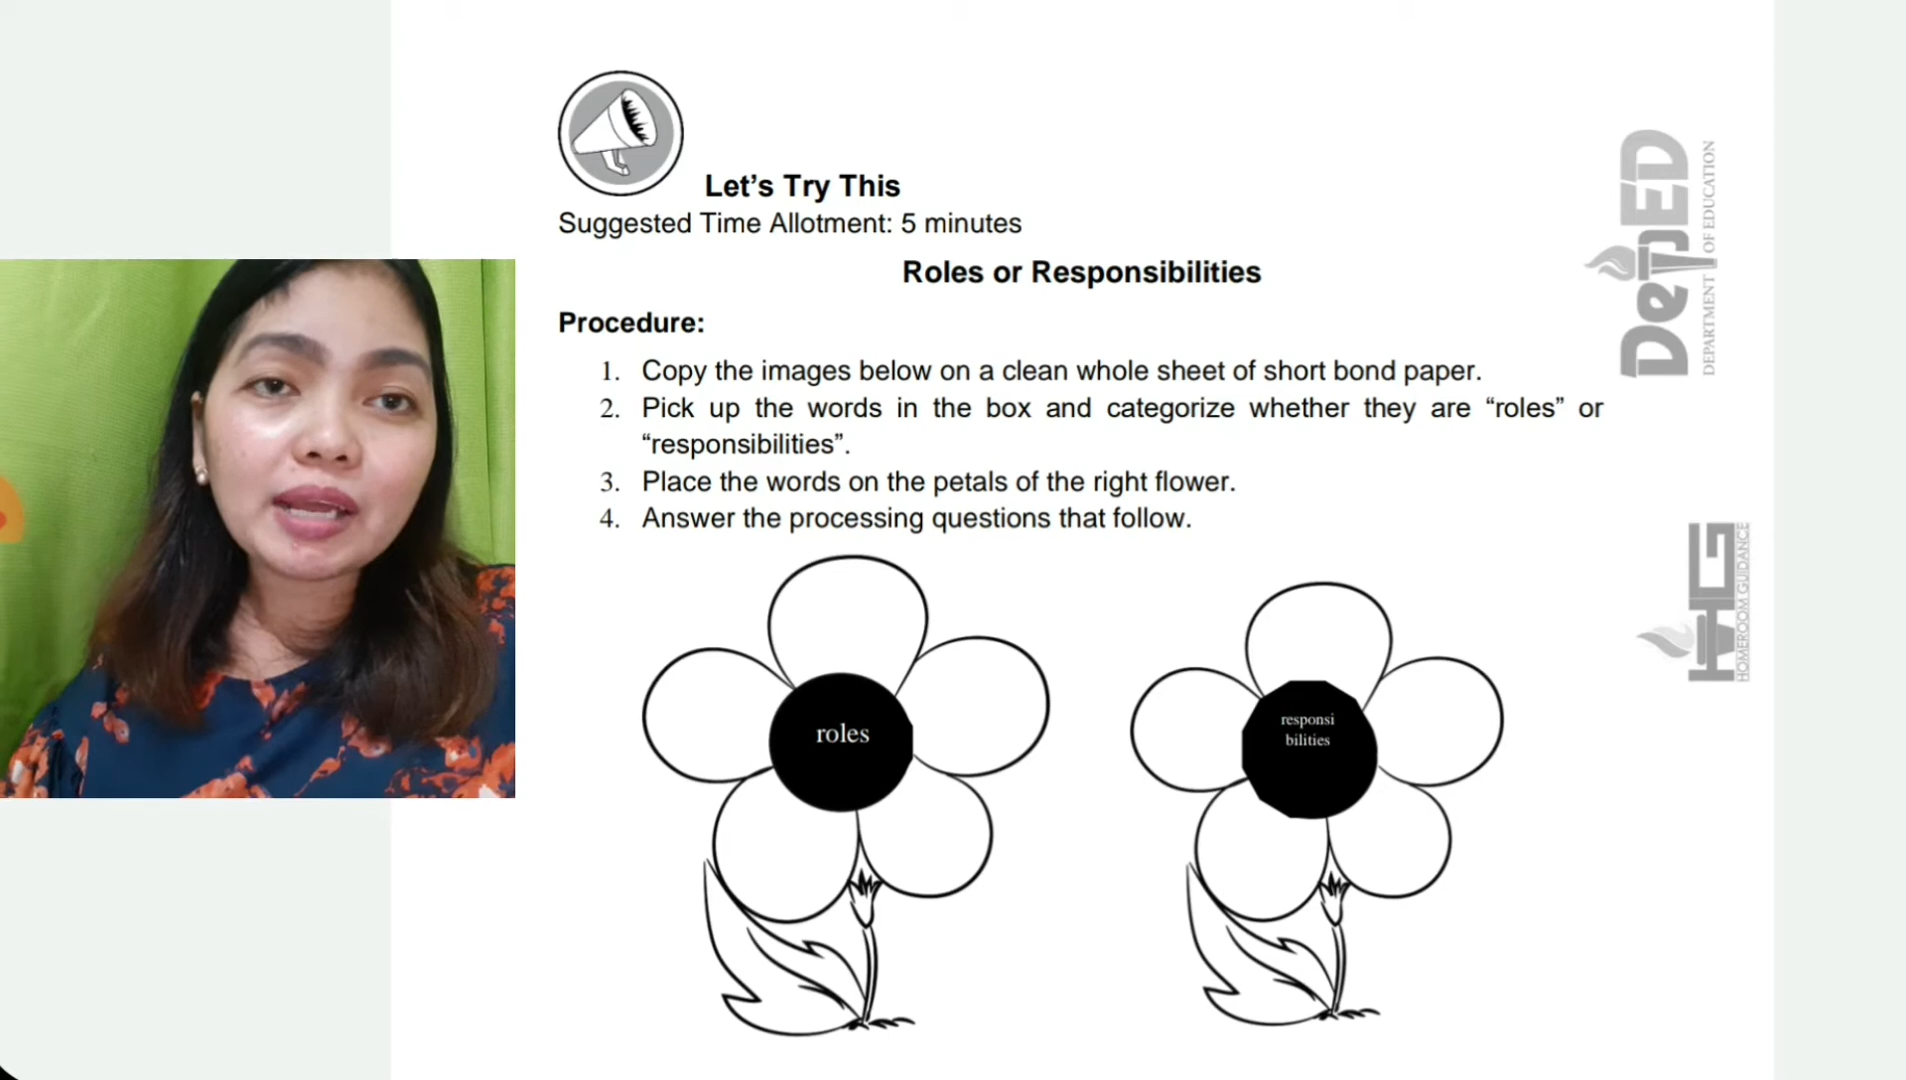 Let’s Try This
Suggested Time Allotment: 5 minutes
Roles or Responsibilities
Procedure:
1. Copy the images below on a clean whole sheet of short bond paper.
2. Pick up the words in the box and categorize whether they are “roles” or
“responsibilities”.
3. Place the words on the petals of the right flower.
4. Answer the processing questions that follow.
roles
responsi
bilities
DepED
DEPARTMENT OF EDUCATION
HG
HOMEROOM GUIDANCE